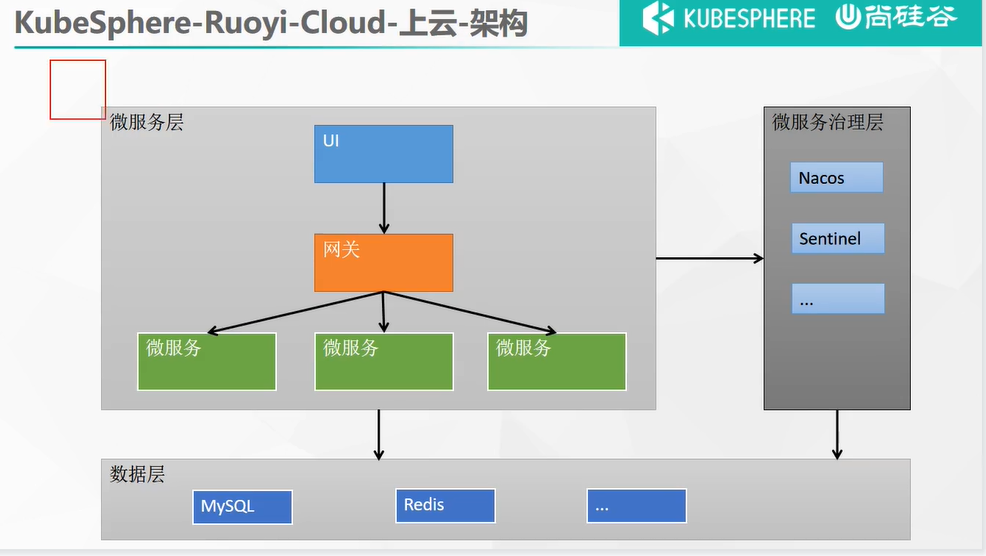 KubeSphere-Ruoyi-Cloud-上云-架构
KUBESPHERE
尚硅谷
微服务层
UI
网关
微服务
微服务
微服务
微服务治理层
Nacos
Sentinel
...
数据层
MySQL
Redis
...